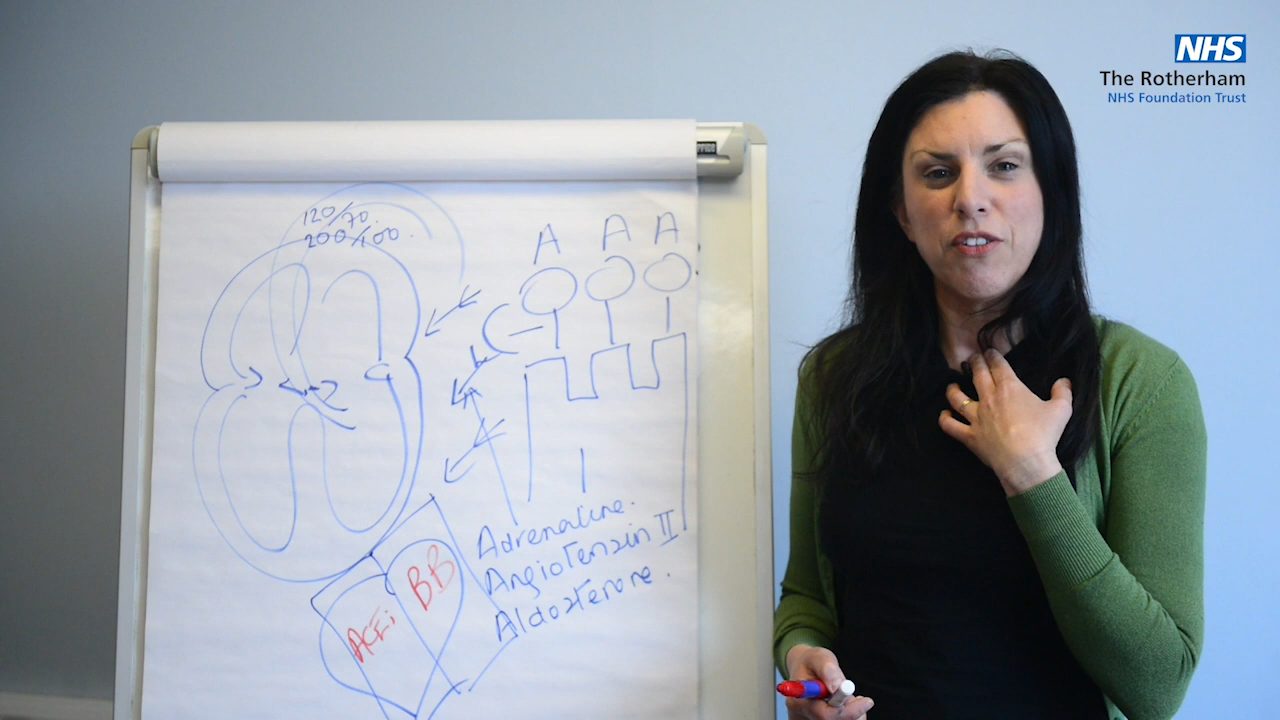 NHS
The Rotherham
NHS Foundation Trust
120/70.
200/100.
A A A
Adrenaline.
Angiotensin II
Aldosterone.
ACEi
BB